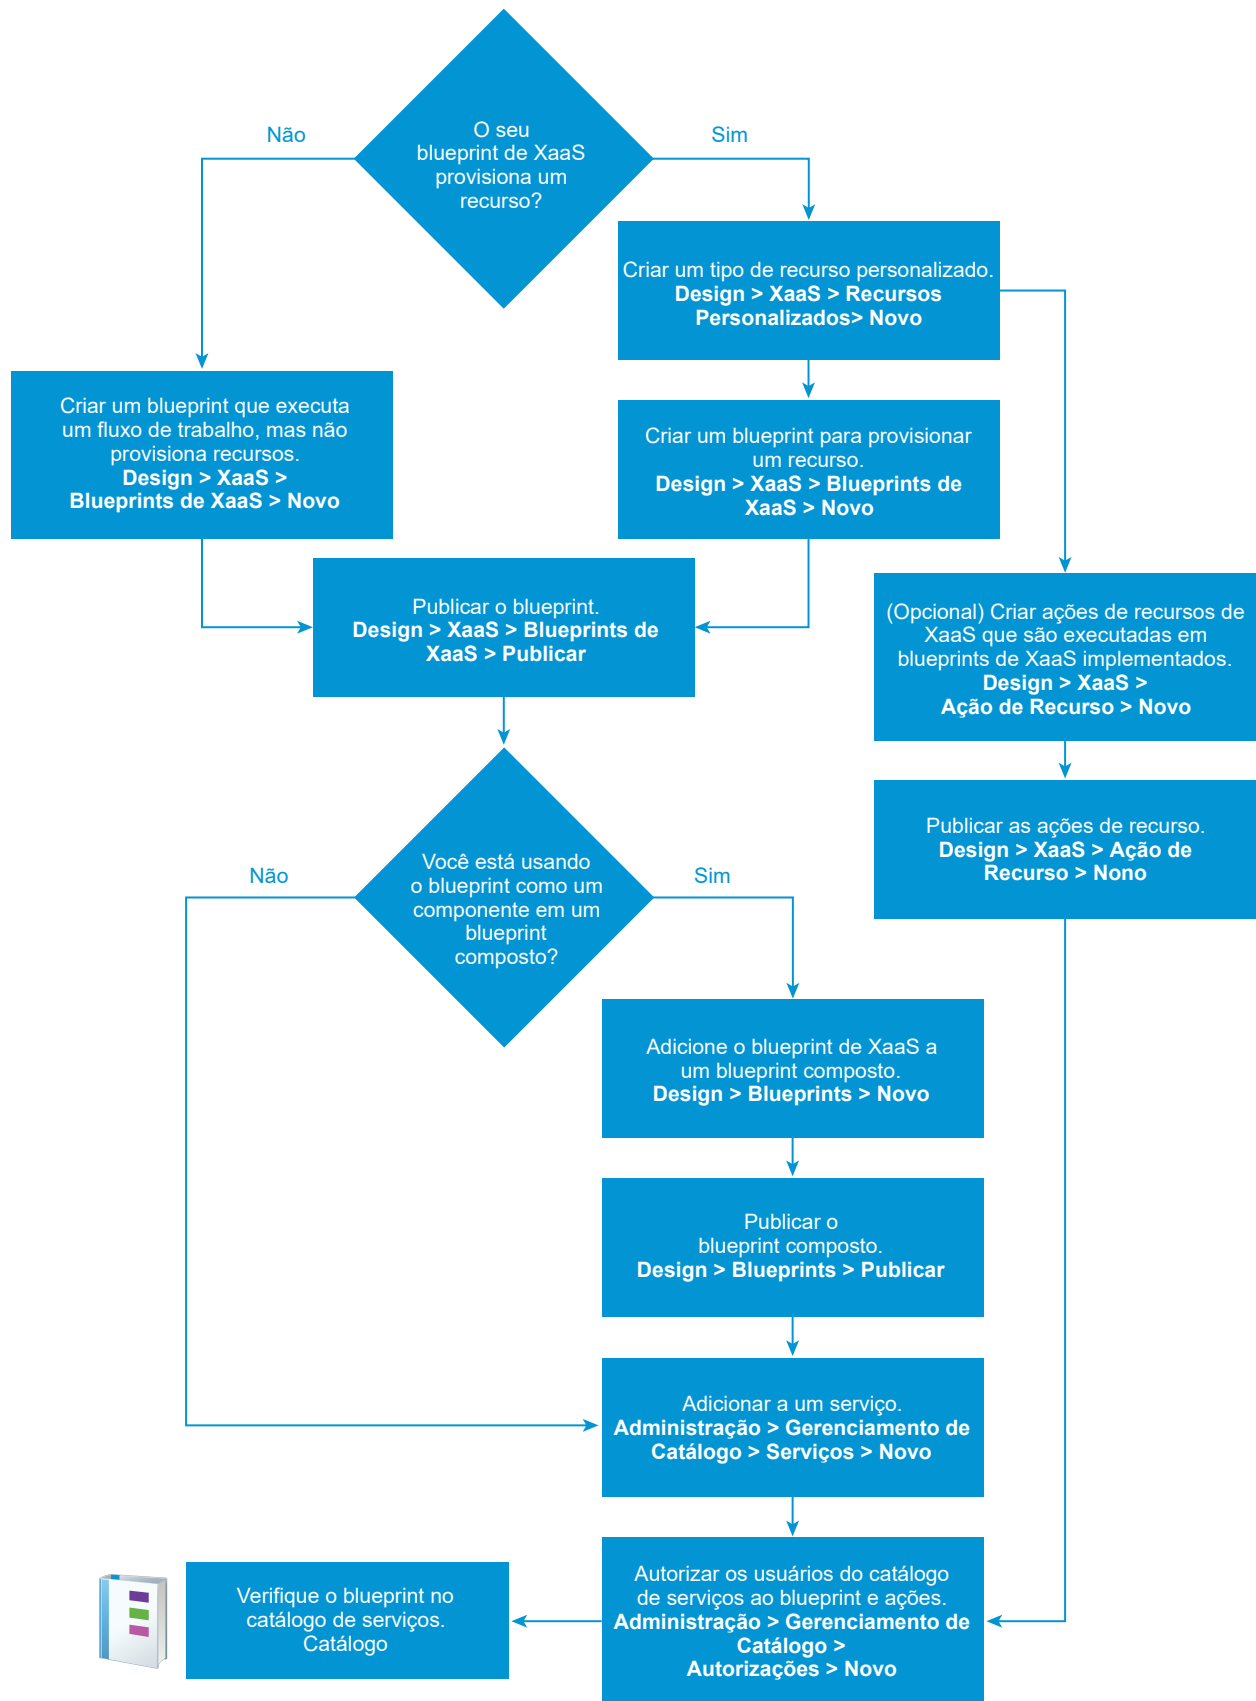 O seu
blueprint de XaaS
provisiona um
recurso?
Não
Sim
Criar um tipo de recurso personalizado.
Design > XaaS > Recursos
Personalizados> Novo
Criar um blueprint que executa
um fluxo de trabalho, mas não
provisiona recursos.
Design > XaaS >
Blueprints de XaaS > Novo
Criar um blueprint para provisionar
um recurso.
Design > XaaS > Blueprints de
XaaS > Novo
Publicar o blueprint.
Design > XaaS > Blueprints de
XaaS > Publicar
(Opcional) Criar ações de recursos de
XaaS que são executadas em
blueprints de XaaS implementados.
Design > XaaS >
Ação de Recurso > Novo
Publicar as ações de recurso.
Design > XaaS > Ação de
Recurso > Nono
Você está usando
o blueprint como um
componente em um
blueprint
composto?
Não
Sim
Adicione o blueprint de XaaS a
um blueprint composto.
Design > Blueprints > Novo
Publicar o
blueprint composto.
Design > Blueprints > Publicar
Adicionar a um serviço.
Administração > Gerenciamento de
Catálogo > Serviços > Novo
Autorizar os usuários do catálogo
de serviços ao blueprint e ações.
Administração > Gerenciamento de
Catálogo >
Autorizações > Novo
Verifique o blueprint no
catálogo de serviços.
Catálogo